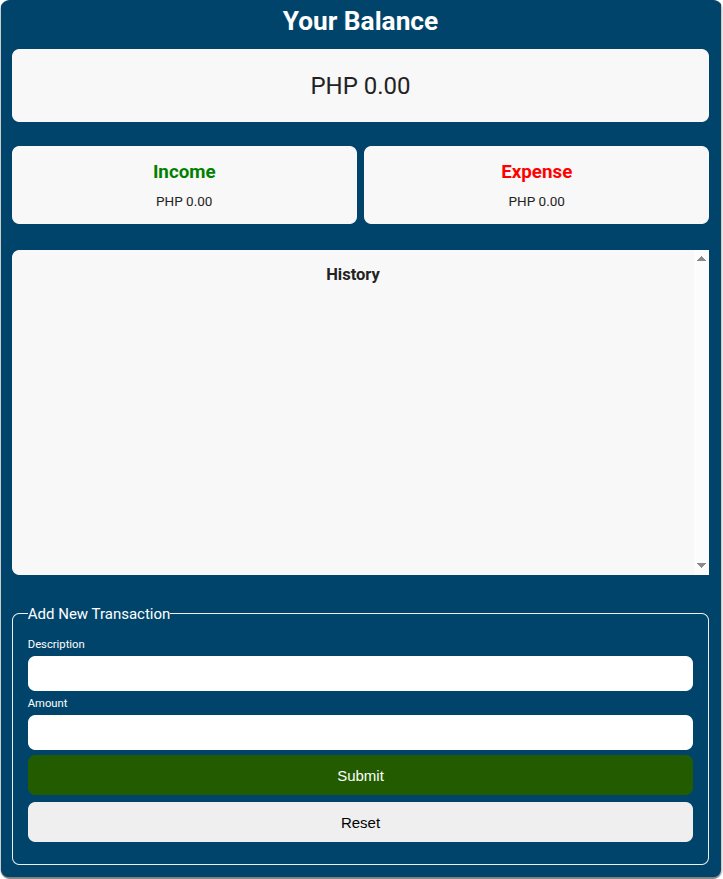 Your Balance
PHP 0.00
Income
Expense
PHP 0.00
PHP 0.00
History
Add New Transaction
Description
Amount
Submit
Reset